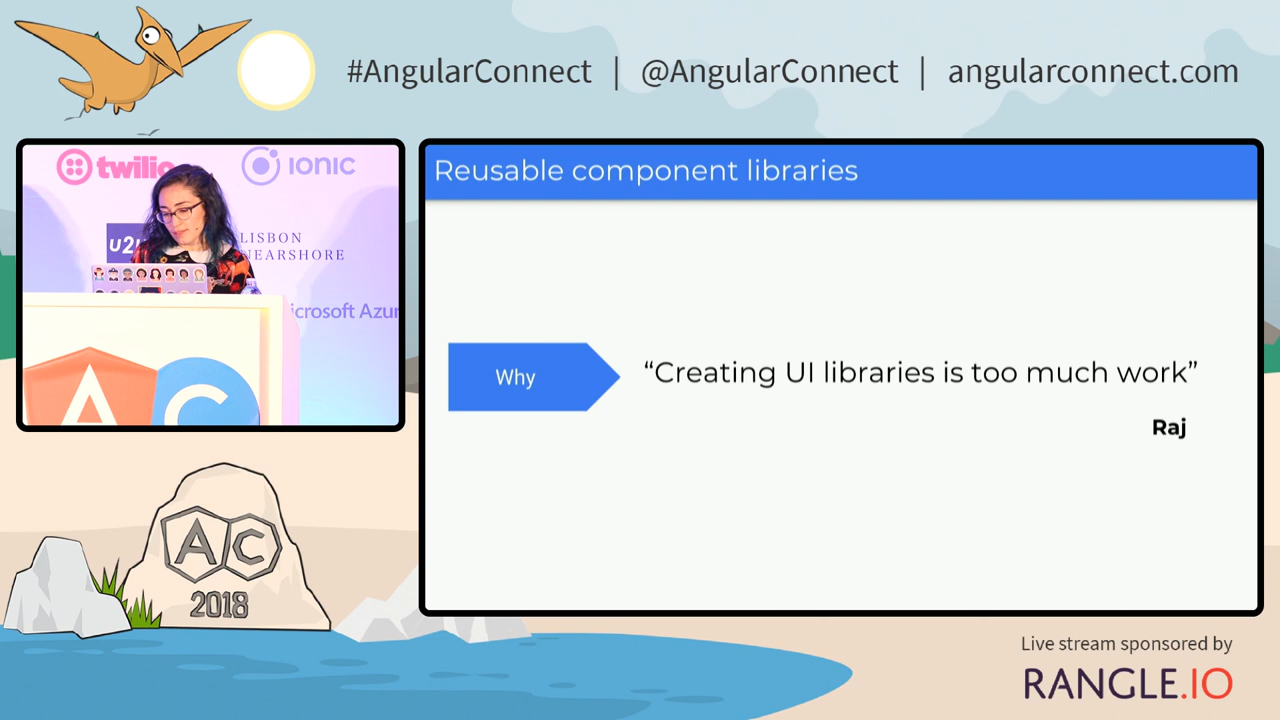 #AngularConnect | @AngularConnect | angularconnect.com
twilio
IONIC
LISBON
NEARSHORE
Microsoft Azur
AC
Reusable component libraries
Why
“Creating UI libraries is too much work”
Raj
AC
2018
Live stream sponsored by
RANGLE.IO